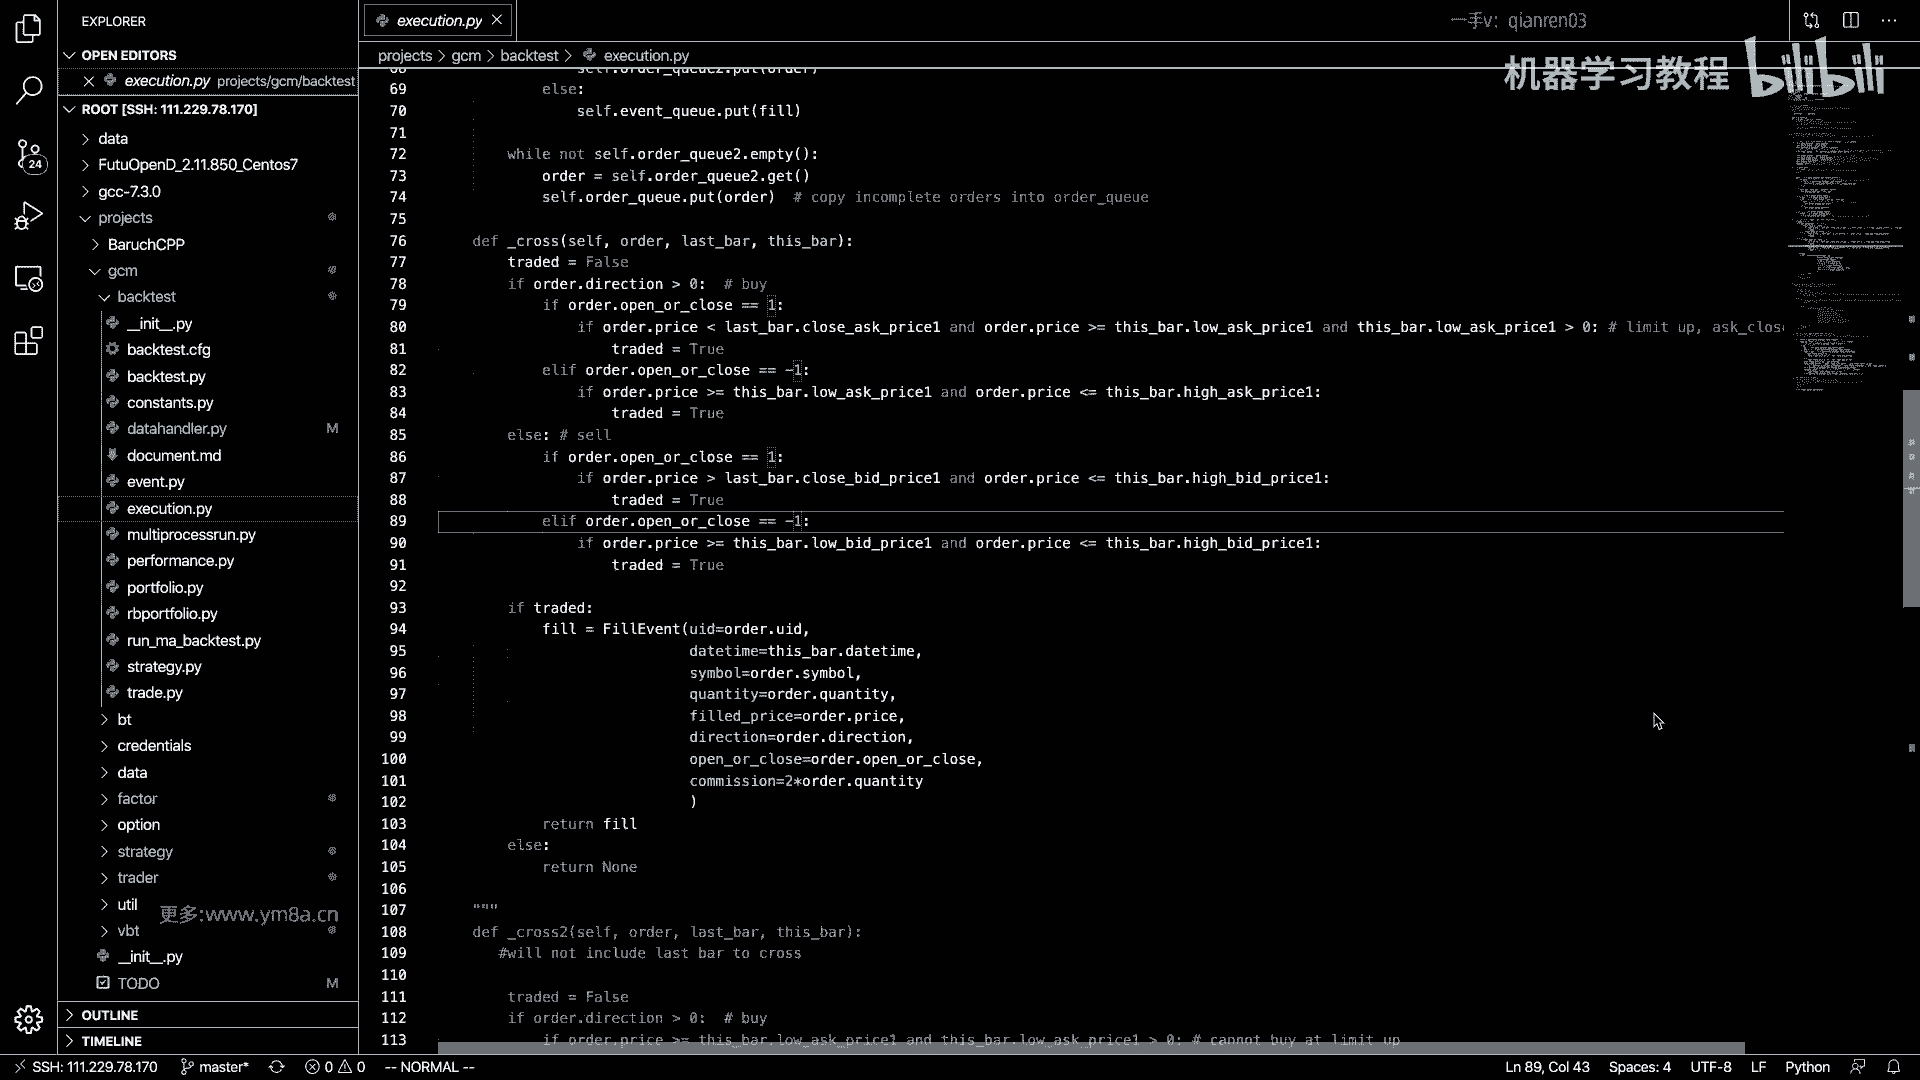 EXPLORER
OPEN EDITORS
execution.py projects/gcm/backtest
ROOT [SSH: 111.229.78.170]
data
FutuOpenD_2.11.850_Centos7
gcc-7.3.0
projects
BaruchCPP
gcm
backtest
__init__.py
backtest.cfg
backtest.py
constants.py
datahandler.py M
document.md
event.py
execution.py
multiprocessrun.py
performance.py
portfolio.py
rbportfolio.py
run_ma_backtest.py
strategy.py
trade.py
bt
credentials
data
factor
option
strategy
trader
util
更多:www.ym8a.cn
vbt
__init__.py
TODO M
OUTLINE
TIMELINE
24
execution.py
一手v: qianren03
机器学习教程 bilibili
projects > gcm > backtest > execution.py
68 self.order_queue2.put(order)
69 else:
70 self.event_queue.put(fill)
71
72 while not self.order_queue2.empty():
73 order = self.order_queue2.get()
74 self.order_queue.put(order) # copy incomplete orders into order_queue
75
76 def _cross(self, order, last_bar, this_bar):
77 traded = False
78 if order.direction > 0: # buy
79 if order.open_or_close == 1:
80 if order.price < last_bar.close_ask_price1 and order.price >= this_bar.low_ask_price1 and this_bar.low_ask_price1 > 0: # limit up, ask_clos
81 traded = True
82 elif order.open_or_close == -1:
83 if order.price >= this_bar.low_ask_price1 and order.price <= this_bar.high_ask_price1:
84 traded = True
85 else: # sell
86 if order.open_or_close == 1:
87 if order.price > last_bar.close_bid_price1 and order.price <= this_bar.high_bid_price1:
88 traded = True
89 elif order.open_or_close == -1:
90 if order.price >= this_bar.low_bid_price1 and order.price <= this_bar.high_bid_price1:
91 traded = True
92
93 if traded:
94 fill = FillEvent(uid=order.uid,
95 datetime=this_bar.datetime,
96 symbol=order.symbol,
97 quantity=order.quantity,
98 filled_price=order.price,
99 direction=order.direction,
100 open_or_close=order.open_or_close,
101 commission=2*order.quantity
102 )
103 return fill
104 else:
105 return None
106
107 """
108 def _cross2(self, order, last_bar, this_bar):
109 #will not include last bar to cross
110
111 traded = False
112 if order.direction > 0: # buy
113 if order.price >= this_bar.low_ask_price1 and this_bar.low_ask_price1 > 0: # cannot buy at limit up
SSH: 111.229.78.170 master* 0 0 -- NORMAL -- Ln 89, Col 43 Spaces: 4 UTF-8 LF Python